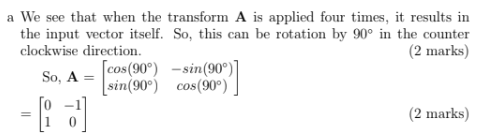 a We see that when the transform A is applied four times, it results in
the input vector itself. So, this can be rotation by 90° in the counter
clockwise direction. (2 marks)
So, A = [cos(90°) −sin(90°)]
[sin(90°) cos(90°)]
= [0 −1]
[1 0] (2 marks)